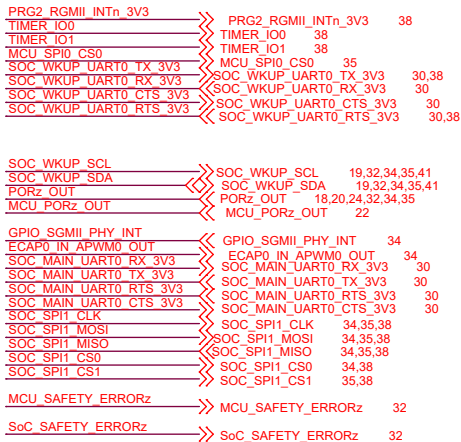 PRG2_RGMII_INTn_3V3 PRG2_RGMII_INTn_3V3 38
TIMER_IO0 TIMER_IO0 38
TIMER_IO1 TIMER_IO1 38
MCU_SPI0_CS0 MCU_SPI0_CS0 35
SOC_WKUP_UART0_TX_3V3 SOC_WKUP_UART0_TX_3V3 30,38
SOC_WKUP_UART0_RX_3V3 SOC_WKUP_UART0_RX_3V3 30
SOC_WKUP_UART0_CTS_3V3 SOC_WKUP_UART0_CTS_3V3 30
SOC_WKUP_UART0_RTS_3V3 SOC_WKUP_UART0_RTS_3V3 30,38
SOC_WKUP_SCL SOC_WKUP_SCL 19,32,34,35,41
SOC_WKUP_SDA SOC_WKUP_SDA 19,32,34,35,41
PORz_OUT PORz_OUT 18,20,24,32,34,35
MCU_PORz_OUT MCU_PORz_OUT 22
GPIO_SGMII_PHY_INT GPIO_SGMII_PHY_INT 34
ECAP0_IN_APWM0_OUT ECAP0_IN_APWM0_OUT 34
SOC_MAIN_UART0_RX_3V3 SOC_MAIN_UART0_RX_3V3 30
SOC_MAIN_UART0_TX_3V3 SOC_MAIN_UART0_TX_3V3 30
SOC_MAIN_UART0_RTS_3V3 SOC_MAIN_UART0_RTS_3V3 30
SOC_MAIN_UART0_CTS_3V3 SOC_MAIN_UART0_CTS_3V3 30
SOC_SPI1_CLK SOC_SPI1_CLK 34,35,38
SOC_SPI1_MOSI SOC_SPI1_MOSI 34,35,38
SOC_SPI1_MISO SOC_SPI1_MISO 34,35,38
SOC_SPI1_CS0 SOC_SPI1_CS0 34,38
SOC_SPI1_CS1 SOC_SPI1_CS1 35,38
MCU_SAFETY_ERRORz MCU_SAFETY_ERRORz 32
SoC_SAFETY_ERRORz SoC_SAFETY_ERRORz 32